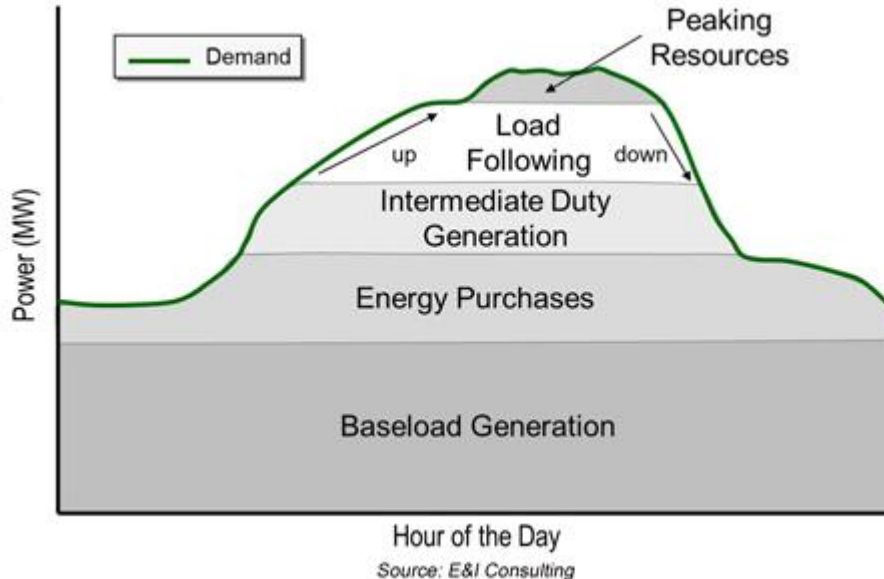 Demand
Peaking
Resources
Load
Following
up
down
Intermediate Duty
Generation
Energy Purchases
Baseload Generation
Power (MW)
Hour of the Day
Source: E&I Consulting